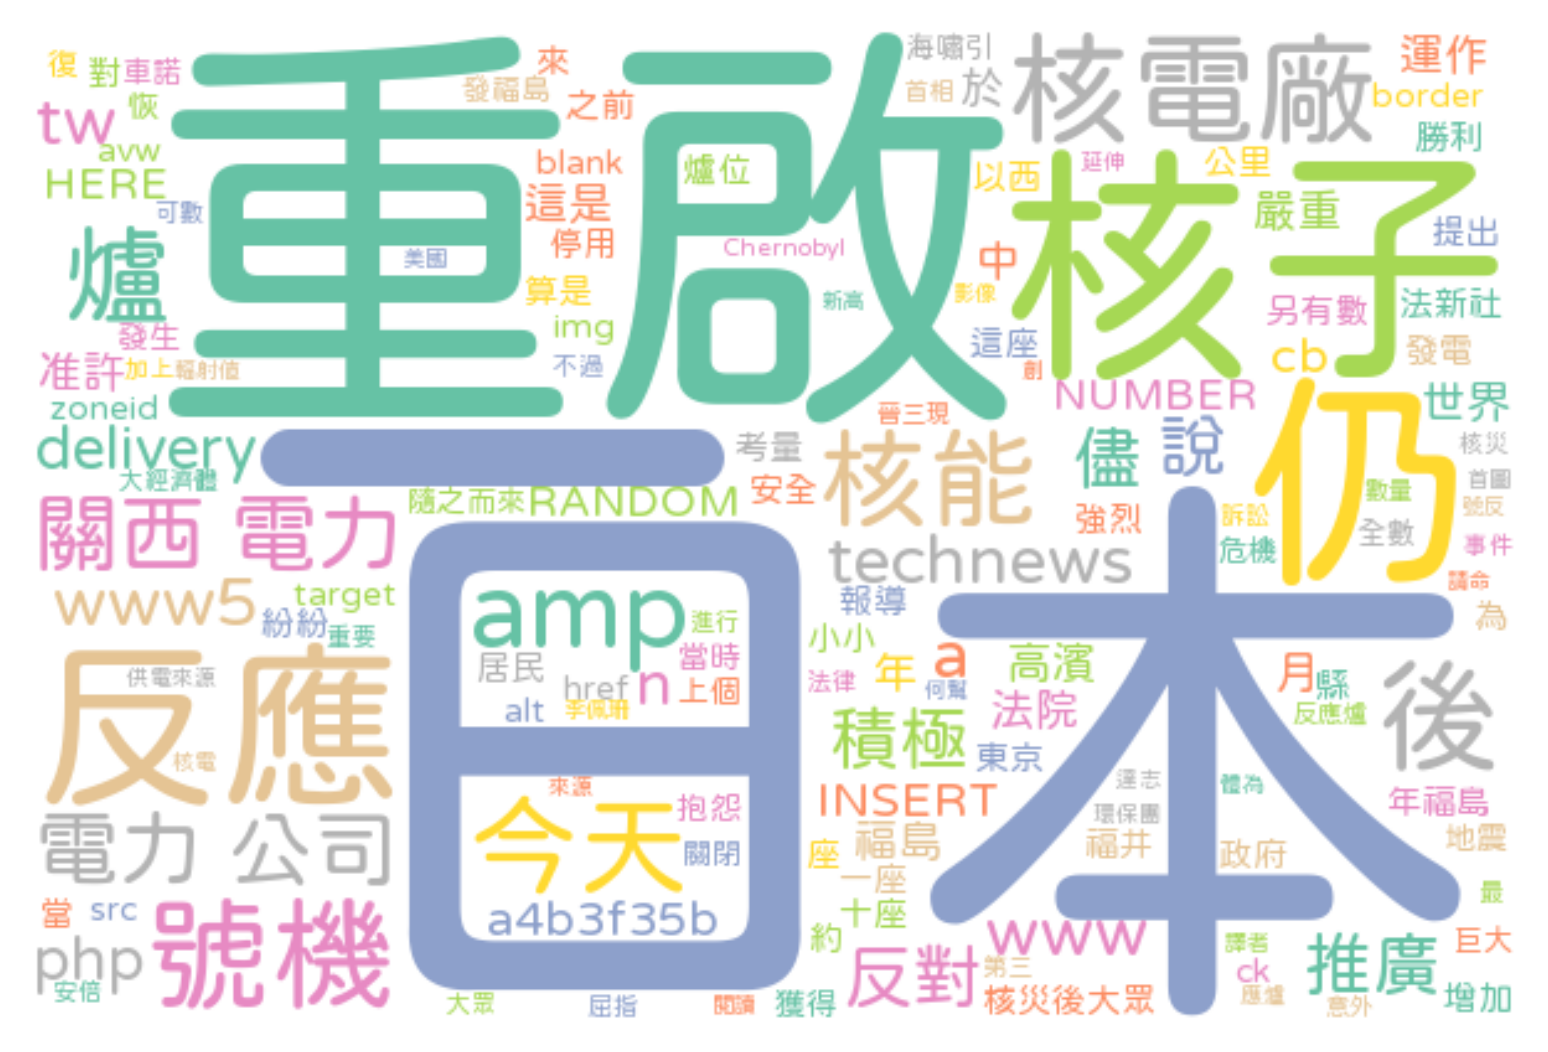 復 對 車諾 重啟 來 海嘯引 核電廠 運作
tw 恢 發福島 之前 首相 於 border
avw 勝利
HERE blank 爐位 以西 延伸 公里 核子
可數 這是 嚴重 提出
爐 美國 停用 Chernobyl 中
算是 新高 影像 另有數 法新社
發生 img 這座
准許 加上 輻射值 不過 創 cb 發電
zoneid 晉三現 NUMBER 仍 世界
delivery 一 考量 核能 儘 說 核災
大經濟體 安全 數量 首圖
關西 電力 隨之而來 RANDOM 強烈 訴訟 號反
technews 危機 全數 事件
www5 target 日本 請命
紛紛 重要 amp 進行 報導 為
反應 供電來源 居民 當時 小小 年 a 高濱 月 縣 後
href n 上個 法律 何幫 法院 反應爐
alt 李佩珊 積極 東京
核電 來源 達志 體為
今天 抱怨 INSERT 環保團 年福島
電力 公司 關閉 座 福島 福井 政府 地震
一座 最
當 src 號機 a4b3f35b 十座 www
php 約 反對 第三 譯者 推廣 巨大
安倍 ck
大眾 屈指 閱讀 獲得 核災後大眾 應爐 意外 增加